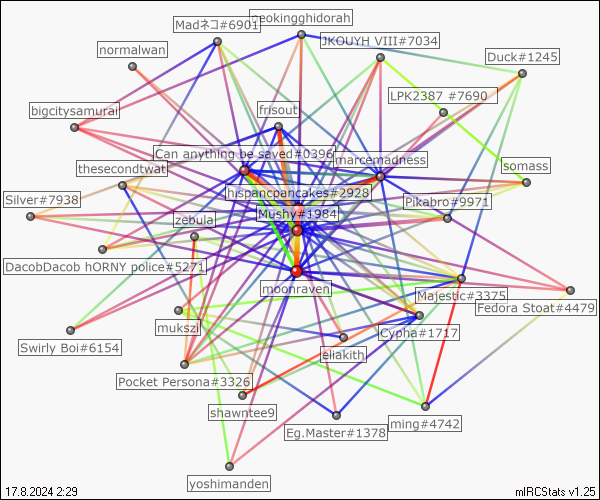 Madネコ#6901
neokingghidorah
JKOUYH VIII#7034
normalwan
Duck#1245
LPK2387 #7690
bigcitysamurai
frisout
Can anything be saved#0396
marcemadness
thesecondtwat
somass
hispancpancakes#2928
Silver#7938
Pikabro#9971
zebula
Mushy#1984
DacobDacob hORNY police#5271
moonraven
Majestic#3375
Fedora Stoat#4479
mukszi
Cypha#1717
Swirly Boi#6154
eliakith
Pocket Persona#3326
shawntee9
ming#4742
Eg.Master#1378
yoshimanden
17.8.2024 2:29
mIRCStats v1.25